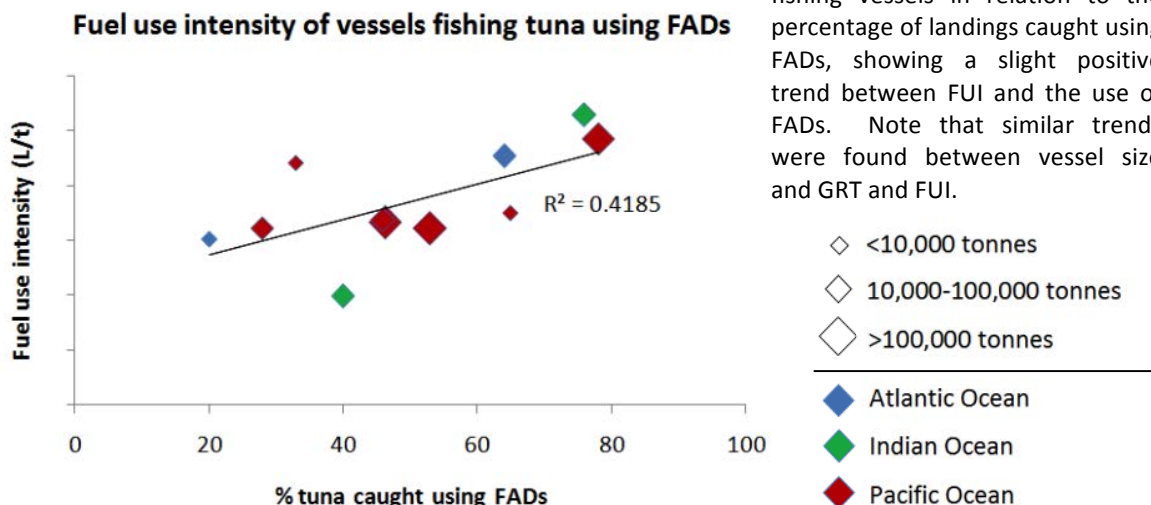 Fuel use intensity of vessels fishing tuna using FADs
Fuel use intensity (L/t)
R² = 0.4185
0 20 40 60 80 100
% tuna caught using FADs
fishing vessels in relation to the
percentage of landings caught using
FADs, showing a slight positive
trend between FUI and the use
FADs. Note that similar
were found between vessel size
and GRT and FUI.
<10,000 tonnes
10,000-100,000 tonnes
>100,000 tonnes
Atlantic Ocean
Indian Ocean
Pacific Ocean